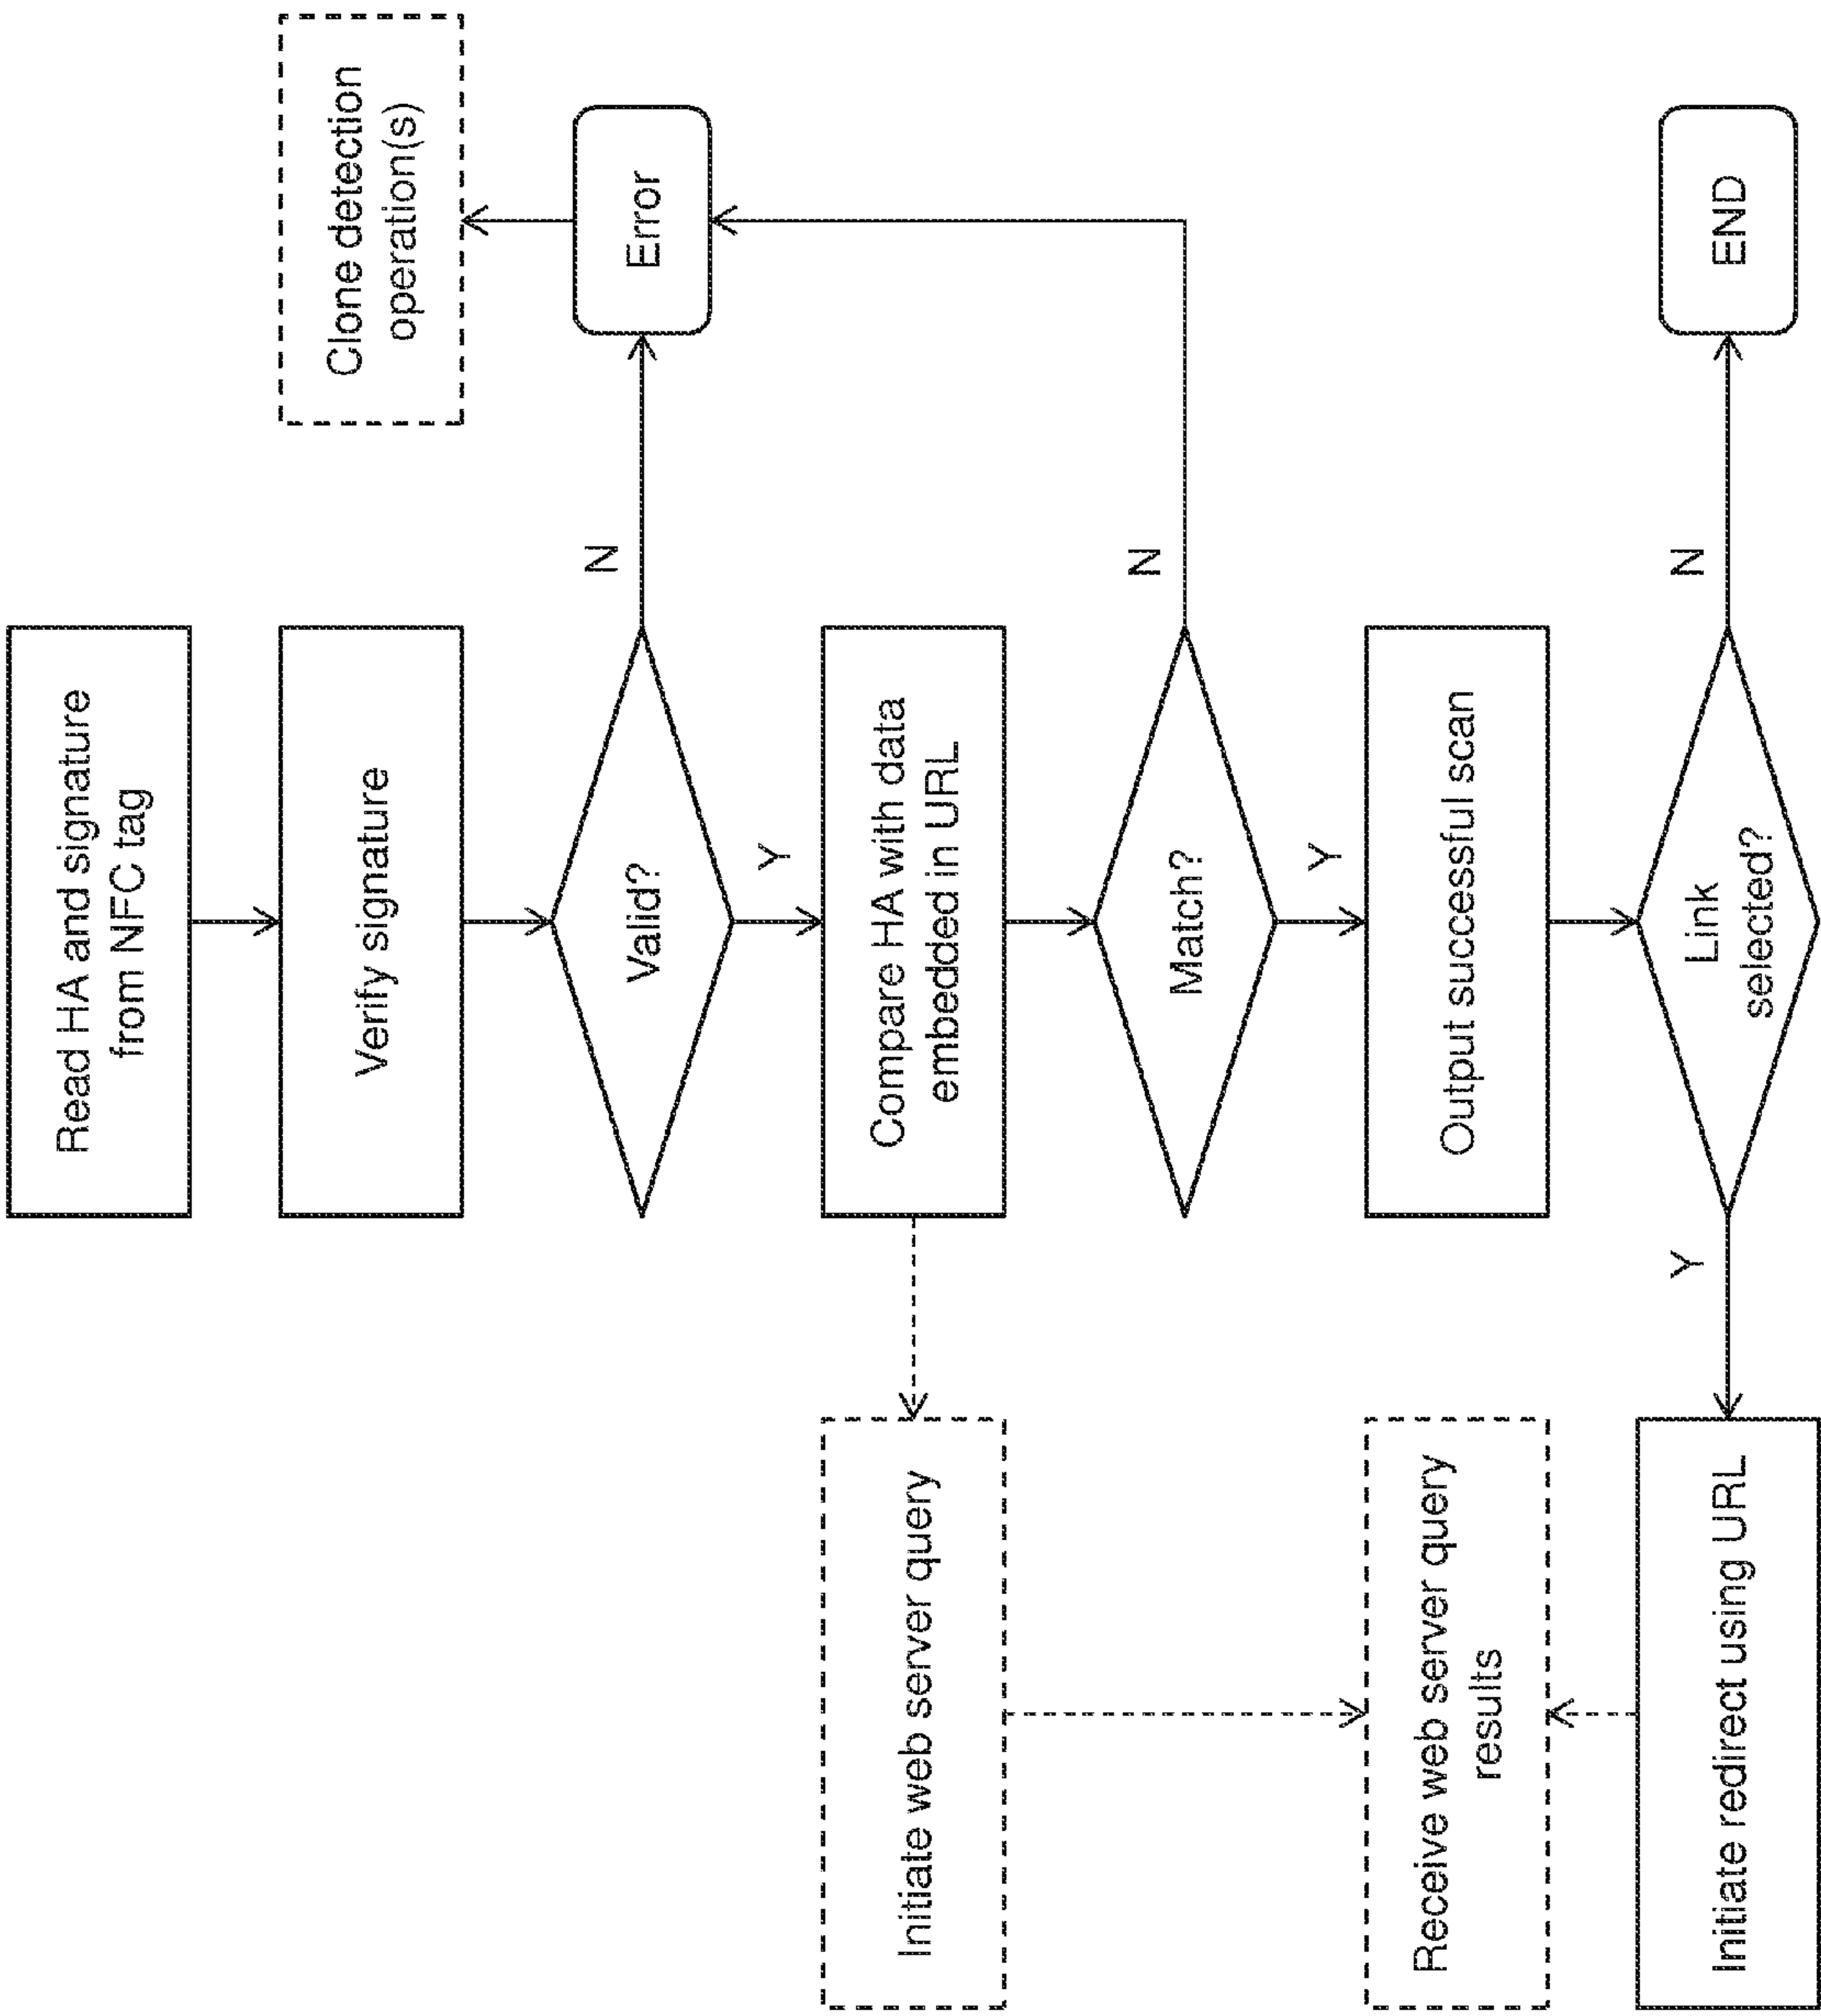 Read HA and signature
from NFC tag
Verify signature
Valid?
N
Error
Clone detection
operation(s)
Y
Compare HA with data
embedded in URL
Initiate web server query
Match?
N
Y
Output successful scan
Receive web server query
results
Link
selected?
N
END
Y
Initiate redirect using URL